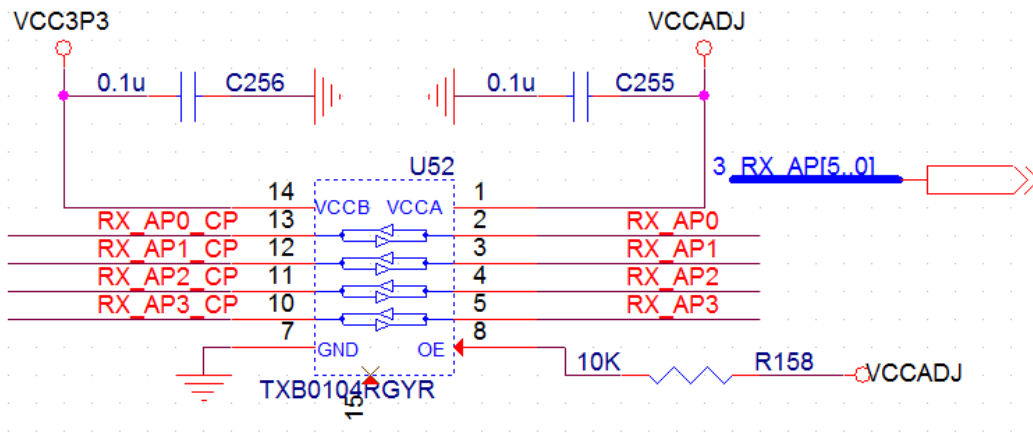 VCC3P3 VCCADJ
0.1u C256 0.1u C255
U52 3 RX_AP[5..0]
14 VCCB VCCA 1
RX_AP0_CP 13 2 RX_AP0
RX_AP1_CP 12 3 RX_AP1
RX_AP2_CP 11 4 RX_AP2
RX_AP3_CP 10 5 RX_AP3
7 GND OE 8
10K R158 VCCADJ
TXB0104RGYR
15